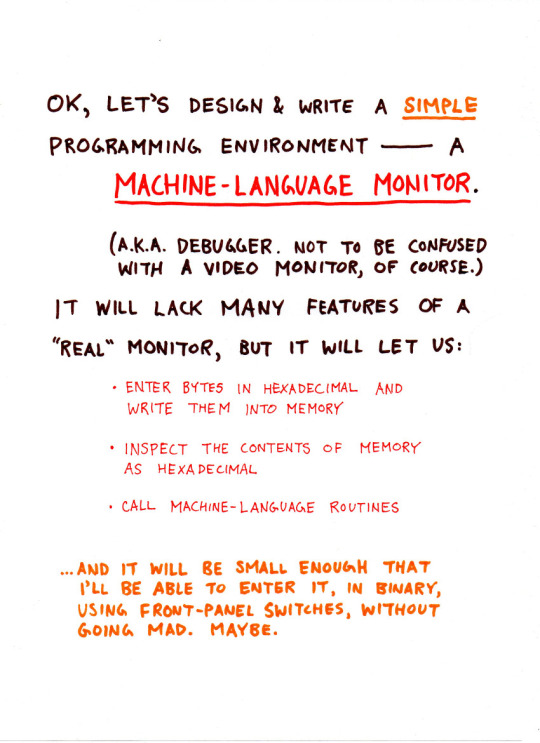 OK, LET'S DESIGN & WRITE A SIMPLE
PROGRAMMING ENVIRONMENT — A
MACHINE-LANGUAGE MONITOR.
(A.K.A. DEBUGGER. NOT TO BE CONFUSED
WITH A VIDEO MONITOR, OF COURSE.)
IT WILL LACK MANY FEATURES OF A
"REAL" MONITOR, BUT IT WILL LET US:
• ENTER BYTES IN HEXADECIMAL AND
WRITE THEM INTO MEMORY
• INSPECT THE CONTENTS OF MEMORY
AS HEXADECIMAL
• CALL MACHINE-LANGUAGE ROUTINES
...AND IT WILL BE SMALL ENOUGH THAT
I'LL BE ABLE TO ENTER IT, IN BINARY,
USING FRONT-PANEL SWITCHES, WITHOUT
GOING MAD. MAYBE.